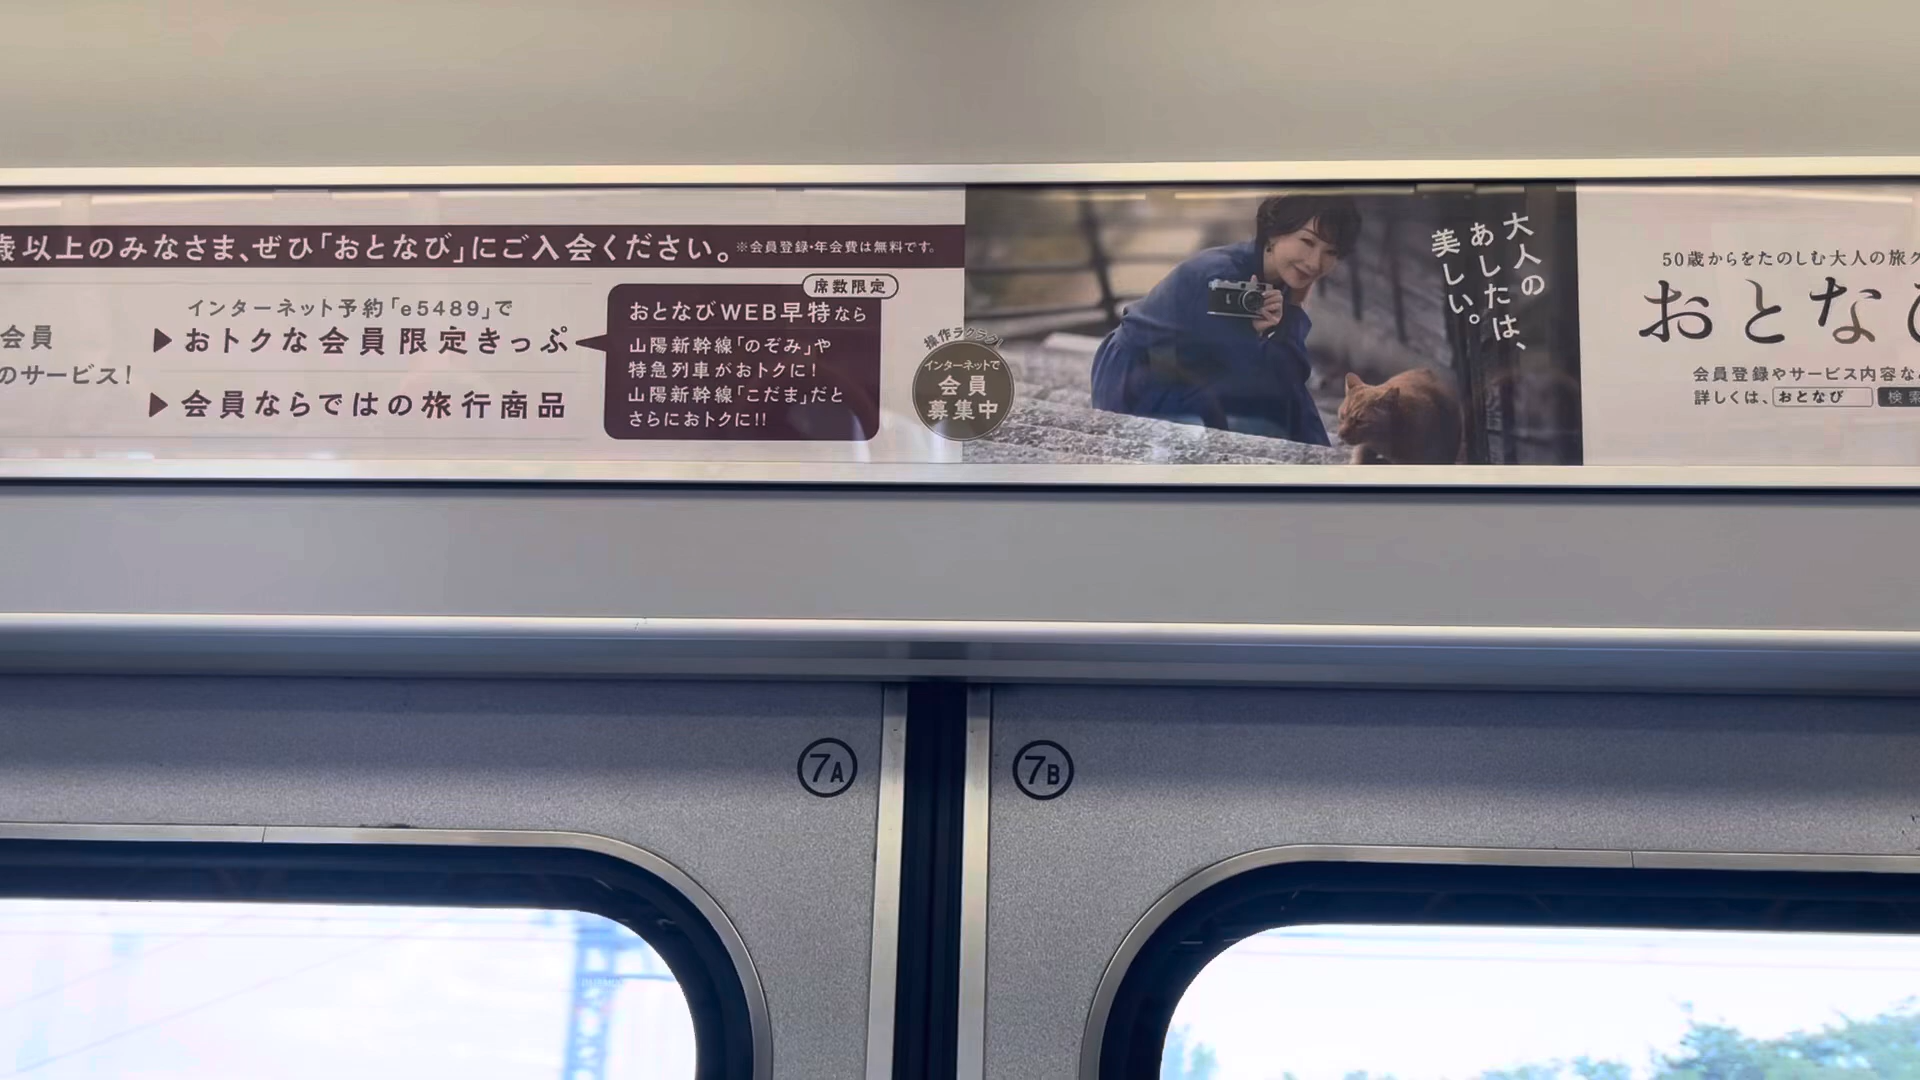 歳以上のみなさま、ぜひ「おとなび」にご入会ください。※会員登録・年会費は無料です。
会員
のサービス!
インターネット予約「e5489」で
▶おトクな会員限定きっぷ
▶会員ならではの旅行商品
席数限定
おとなびWEB早特なら
山陽新幹線「のぞみ」や
特急列車がおトクに!
山陽新幹線「こだま」だと
さらにおトクに!!
操作ラクラク!
インターネットで
会員
募集中
大人の
あしたは、
美しい。
50歳からをたのしむ大人の旅ク
おとなび
会員登録やサービス内容な
詳しくは、おとなび 検索
7A
7B